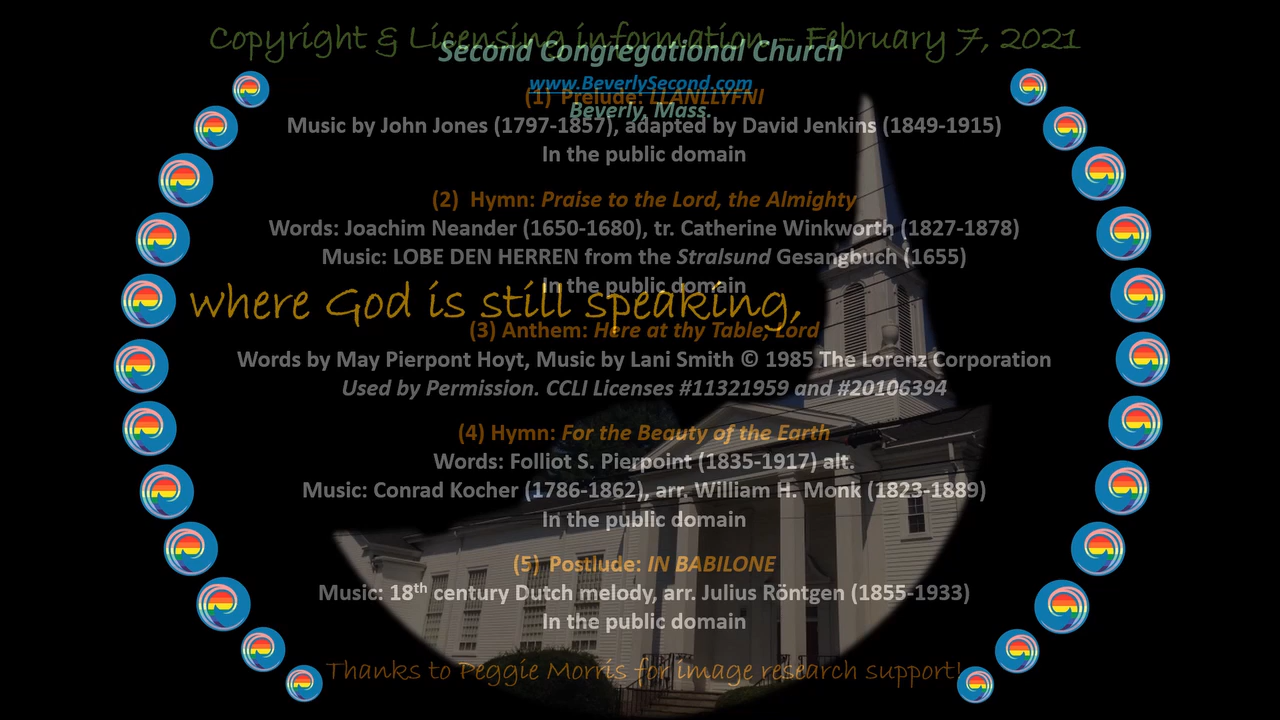 Copyright & Licensing information – February 7, 2021
Second Congregational Church
www.BeverlySecond.com
(1) Prelude: LLANLLYFNI
Beverly, Mass.
Music by John Jones (1797-1857), adapted by David Jenkins (1849-1915)
In the public domain
(2) Hymn: Praise to the Lord, the Almighty
Words: Joachim Neander (1650-1680), tr. Catherine Winkworth (1827-1878)
Music: LOBE DEN HERREN from the Stralsund Gesangbuch (1655)
In the public domain
where God is still speaking,
(3) Anthem: Here at thy Table, Lord
Words by May Pierpont Hoyt, Music by Lani Smith © 1985 The Lorenz Corporation
Used by Permission. CCLI Licenses #11321959 and #20106394
(4) Hymn: For the Beauty of the Earth
Words: Folliot S. Pierpoint (1835-1917) alt.
Music: Conrad Kocher (1786-1862), arr. William H. Monk (1823-1889)
In the public domain
(5) Postlude: IN BABILONE
Music: 18th century Dutch melody, arr. Julius Röntgen (1855-1933)
In the public domain
Thanks to Peggie Morris for image research support!